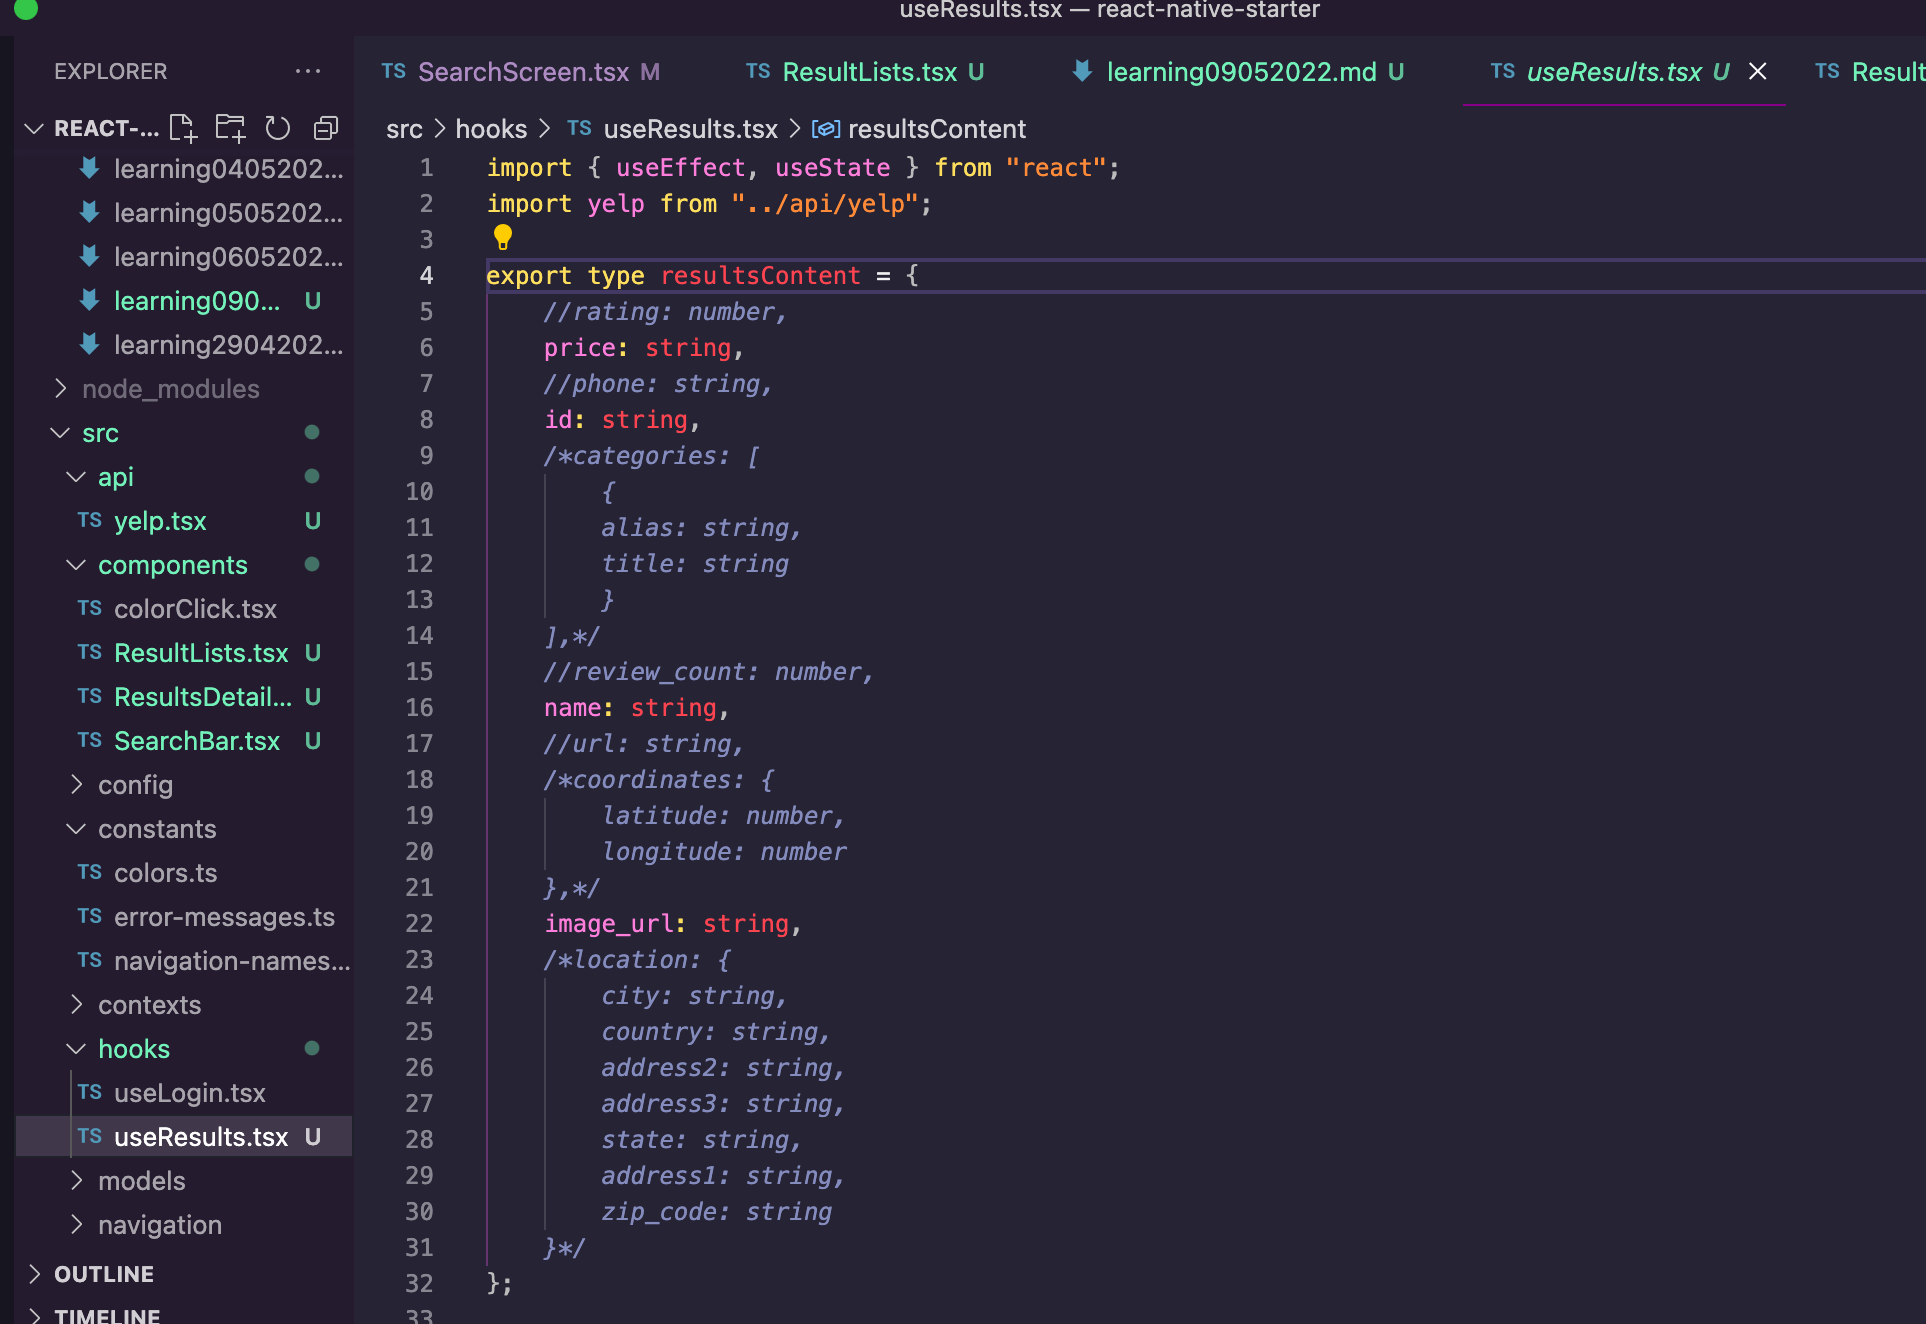 useResults.tsx — react-native-starter
EXPLORER ...
TS SearchScreen.tsx M
TS ResultLists.tsx U
learning09052022.md U
TS useResults.tsx U
TS Result
REACT-...
src > hooks > TS useResults.tsx > resultsContent
learning0405202...
learning0505202...
learning0605202...
learning090... U
learning2904202...
node_modules
src
api
TS yelp.tsx U
components
TS colorClick.tsx
TS ResultLists.tsx U
TS ResultsDetail... U
TS SearchBar.tsx U
config
constants
TS colors.ts
TS error-messages.ts
TS navigation-names...
contexts
hooks
TS useLogin.tsx
TS useResults.tsx U
models
navigation
OUTLINE
TIMELINE
1 import { useEffect, useState } from "react";
2 import yelp from "../api/yelp";
3
4 export type resultsContent = {
5 //rating: number,
6 price: string,
7 //phone: string,
8 id: string,
9 /*categories: [
10 {
11 alias: string,
12 title: string
13 }
14 ],*/
15 //review_count: number,
16 name: string,
17 //url: string,
18 /*coordinates: {
19 latitude: number,
20 longitude: number
21 },*/
22 image_url: string,
23 /*location: {
24 city: string,
25 country: string,
26 address2: string,
27 address3: string,
28 state: string,
29 address1: string,
30 zip_code: string
31 }*/
32 };
33